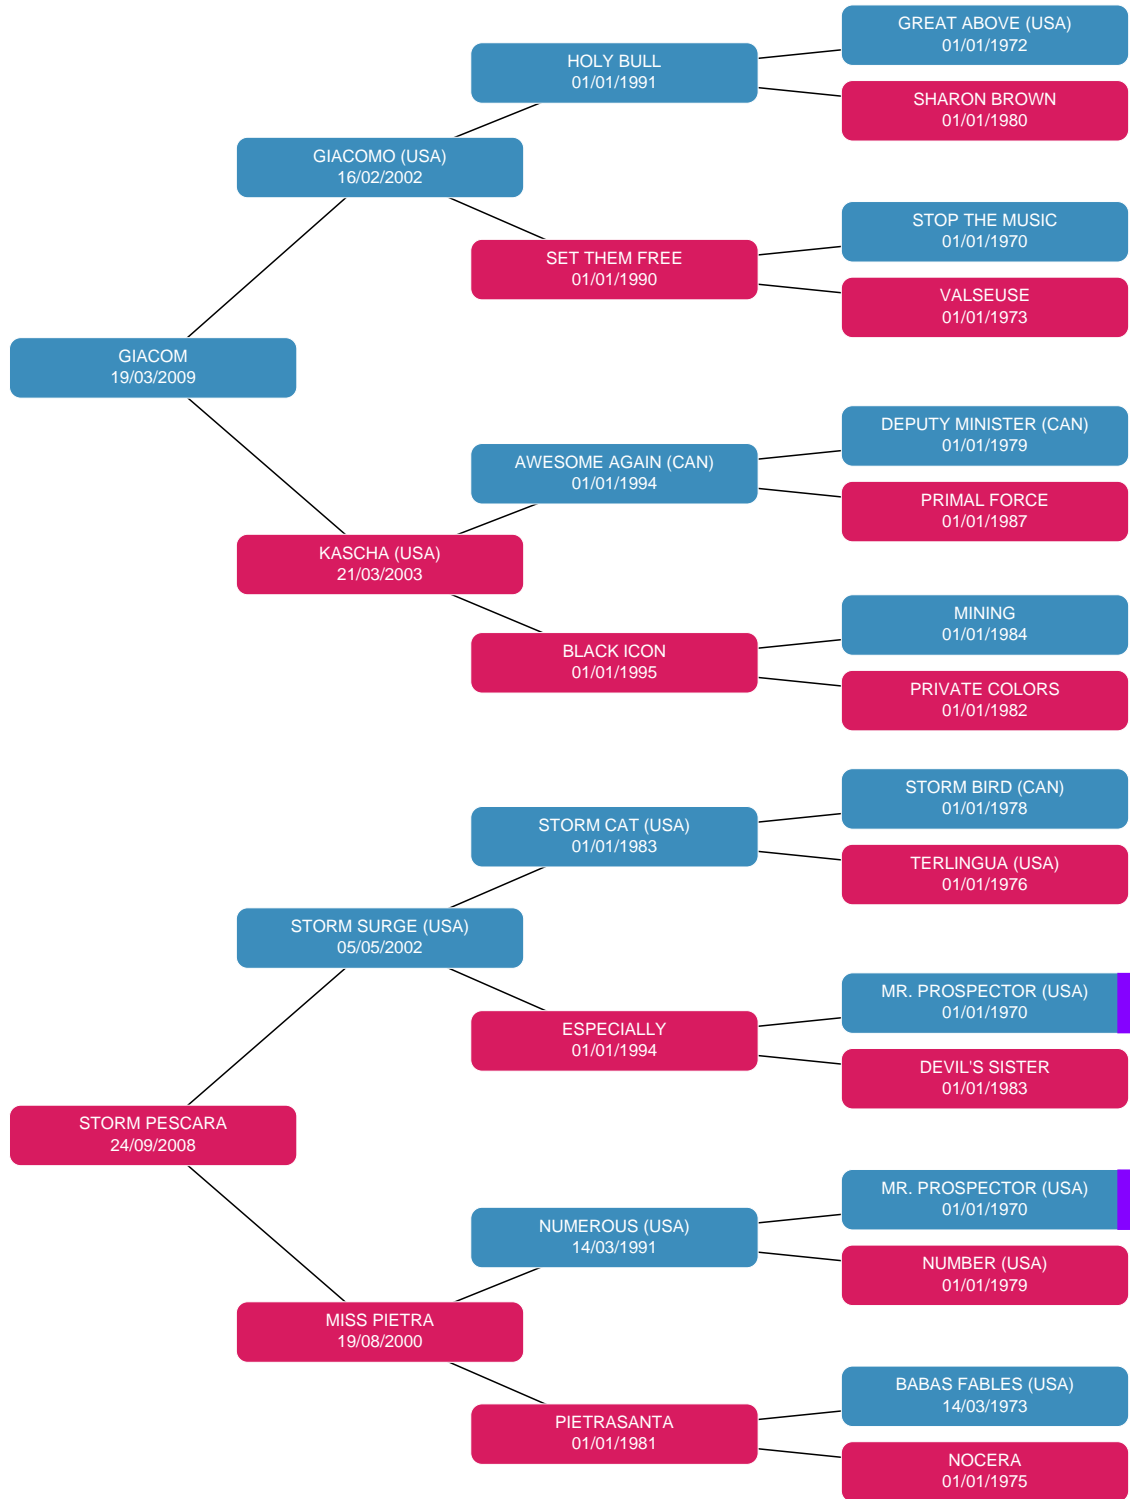 GREAT ABOVE (USA)
01/01/1972
HOLY BULL
01/01/1991
SHARON BROWN
01/01/1980
GIACOMO (USA)
16/02/2002
STOP THE MUSIC
01/01/1970
SET THEM FREE
01/01/1990
VALSEUSE
01/01/1973
GIACOM
19/03/2009
DEPUTY MINISTER (CAN)
01/01/1979
AWESOME AGAIN (CAN)
01/01/1994
PRIMAL FORCE
01/01/1987
KASCHA (USA)
21/03/2003
MINING
01/01/1984
BLACK ICON
01/01/1995
PRIVATE COLORS
01/01/1982
STORM BIRD (CAN)
01/01/1978
STORM CAT (USA)
01/01/1983
TERLINGUA (USA)
01/01/1976
STORM SURGE (USA)
05/05/2002
MR. PROSPECTOR (USA)
01/01/1970
ESPECIALLY
01/01/1994
DEVIL'S SISTER
01/01/1983
STORM PESCARA
24/09/2008
MR. PROSPECTOR (USA)
01/01/1970
NUMEROUS (USA)
14/03/1991
NUMBER (USA)
01/01/1979
MISS PIETRA
19/08/2000
BABAS FABLES (USA)
14/03/1973
PIETRASANTA
01/01/1981
NOCERA
01/01/1975